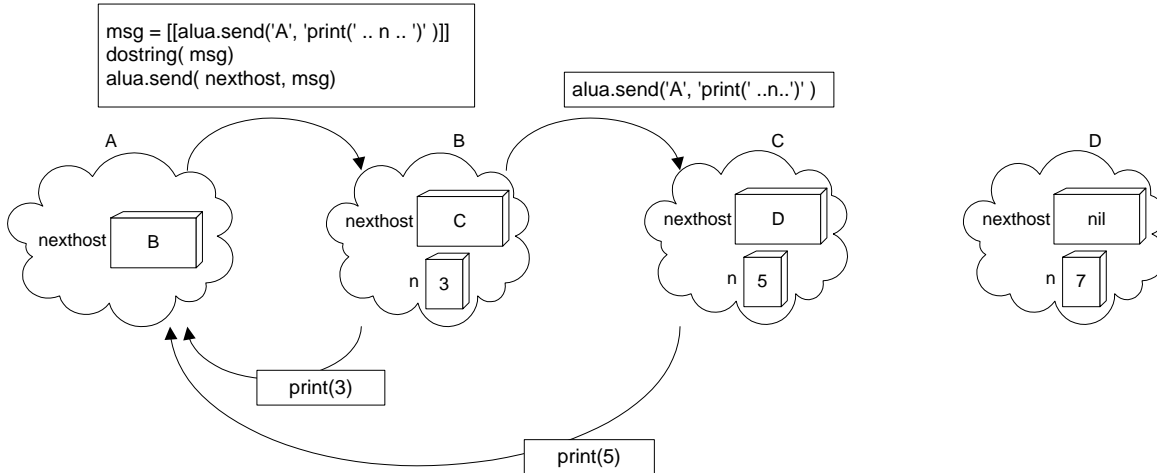 msg = [[alua.send('A', 'print(' .. n .. ')' )]]
dostring( msg)
alua.send( nexthost, msg)
alua.send('A', 'print(' ..n..')' )
A
B
C
D
nexthost
B
nexthost
C
n
3
nexthost
D
n
5
nexthost
nil
n
7
print(3)
print(5)